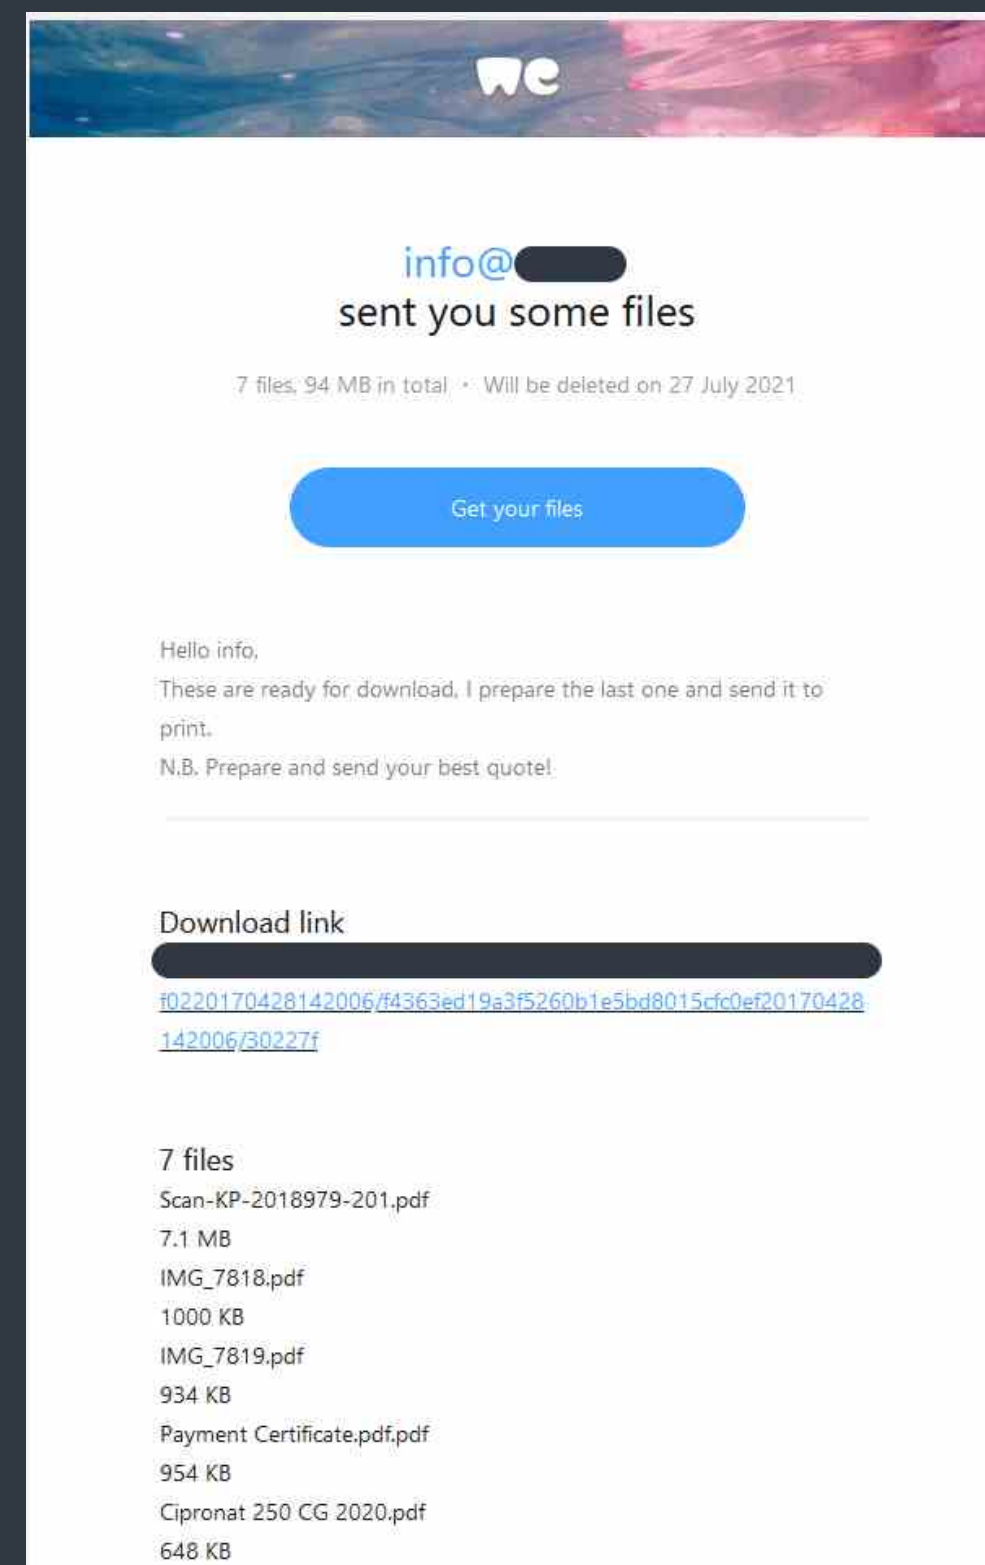 we
info@
sent you some files
7 files, 94 MB in total • Will be deleted on 27 July 2021
Get your files
Hello info,
These are ready for download, I prepare the last one and send it to
print.
N.B. Prepare and send your best quote!
Download link
f0220170428142006/f4363ed19a3f5260b1e5bd8015cfc0ef20170428
142006/30227f
7 files
Scan-KP-2018979-201.pdf
7.1 MB
IMG_7818.pdf
1000 KB
IMG_7819.pdf
934 KB
Payment Certificate.pdf.pdf
954 KB
Cipronat 250 CG 2020.pdf
648 KB